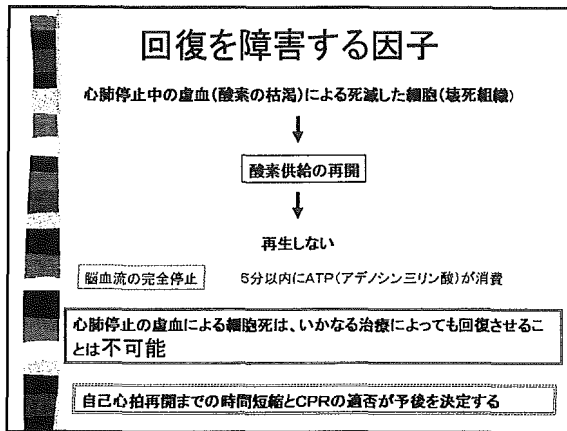 回復を障害する因子
心肺停止中の虚血(酸素の枯渇)による死滅した細胞(壊死組織)
↓
酸素供給の再開
↓
再生しない
脳血流の完全停止 5分以内にATP(アデノシン三リン酸)が消費
心肺停止の虚血による細胞死は、いかなる治療によっても回復させるこ
とは不可能
自己心拍再開までの時間短縮とCPRの適否が予後を決定する